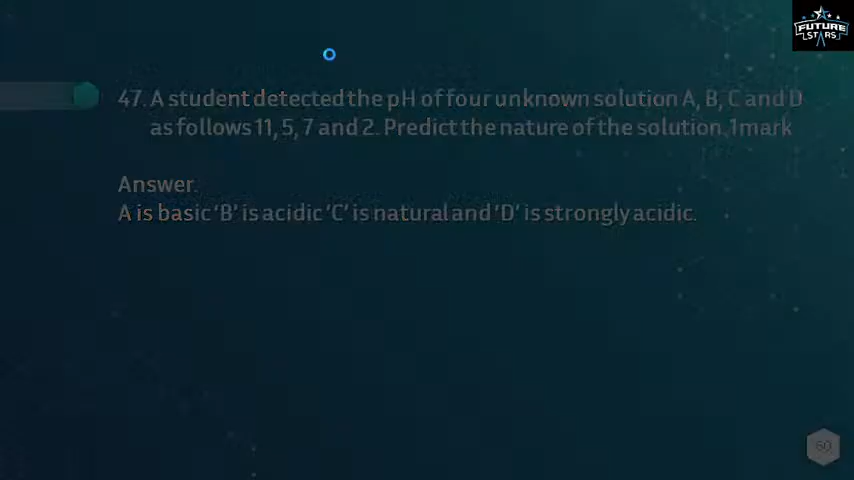 FUTURE
STARS
47. A student detected the pH of four unknown solution A, B, C and D
as follows 11, 5, 7 and 2. Predict the nature of the solution. 1mark
Answer.
A is basic ‘B’ is acidic ‘C’ is natural and ‘D’ is strongly acidic.
60